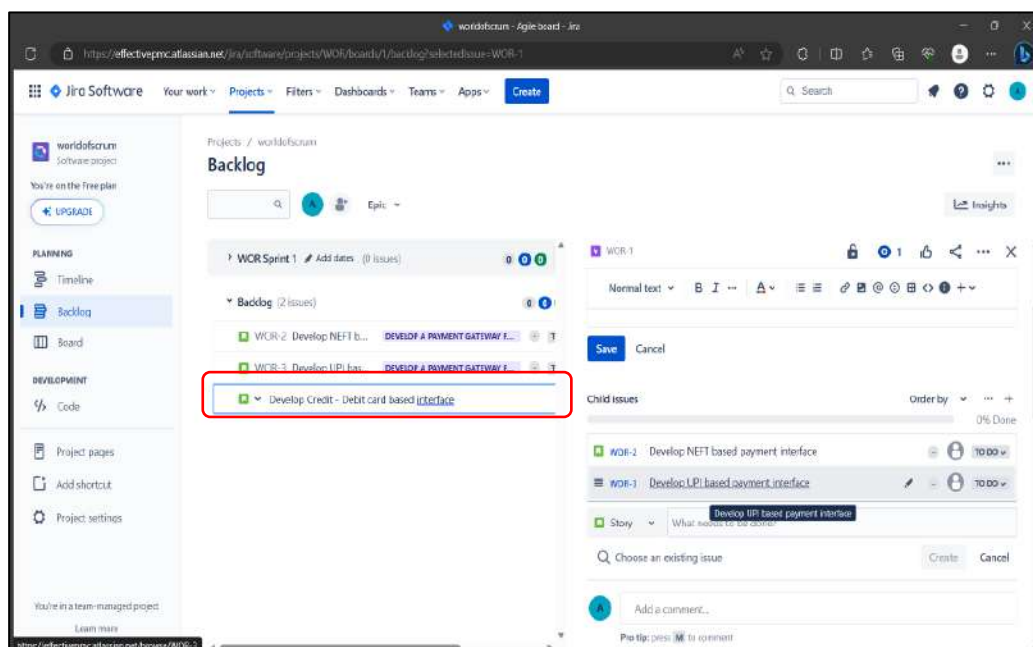 worldofscrum - Agile board - Jira
https://effectivepmc.atlassian.net/jira/software/projects/WOR/boards/1/backlog?selectedIssue=WOR-1
Jira Software Your work Projects Filters Dashboards Teams Apps Create Search
worldofscrum
Software project
You're on the Free plan
UPGRADE
PLANNING
Timeline
Backlog
Board
DEVELOPMENT
Code
Project pages
Add shortcut
Project settings
You're in a team-managed project
Learn more
https://effectivepmc.atlassian.net/browse/WOR-3
Projects / worldofscrum
Backlog
A Epic
Insights
WOR Sprint 1 Add dates (0 issues) 0 0 0
Backlog (2 issues) 0 0
WOR-2 Develop NEFT b... DEVELOP A PAYMENT GATEWAY F... - T
WOR-3 Develop UPI bas... DEVELOP A PAYMENT GATEWAY F... - T
Develop Credit - Debit card based interface
WOR-1 1
Normal text B I ... A
Save Cancel
Child issues Order by ... +
0% Done
WOR-2 Develop NEFT based payment interface - TO DO
WOR-3 Develop UPI based payment interface - TO DO
Develop UPI based payment interface
Story What needs to be done?
Choose an existing issue Create Cancel
A Add a comment...
Pro tip: press M to comment